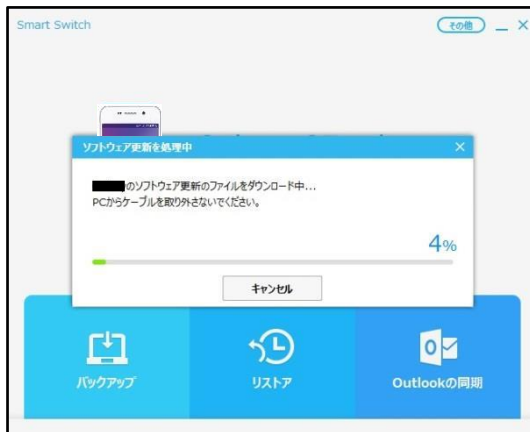 Smart Switch
その他
ソフトウェア更新を処理中
のソフトウェア更新のファイルをダウンロード中...
PCからケーブルを取り外さないでください。
4%
キャンセル
バックアップ
リストア
Outlookの同期